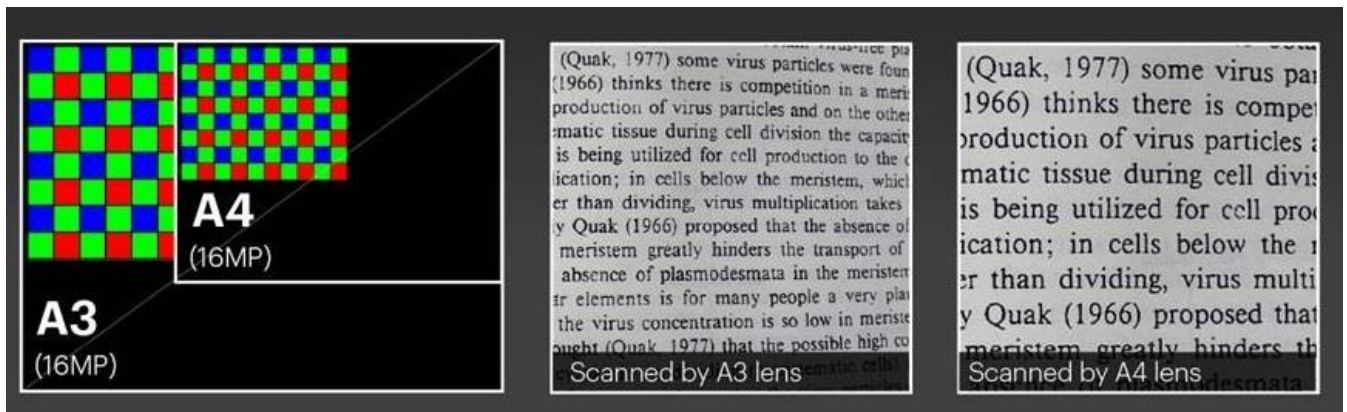 A4
(16MP)
A3
(16MP)
(Quak, 1977) some virus particles were foun
(1966) thinks there is competition in a meri
production of virus particles and on the other
matic tissue during cell division the capacit
is being utilized for cell production to the
ication; in cells below the meristem, which
er than dividing, virus multiplication takes
y Quak (1966) proposed that the absence of
meristem greatly hinders the transport of
absence of plasmodesmata in the meristem
ir elements is for many people a very pla
the virus concentration is so low in meriste
ought (Quak, 1977) that the possible high co
Scanned by A3 lens
(Quak, 1977) some virus par
1966) thinks there is compe
production of virus particles
matic tissue during cell divis
is being utilized for cell pro
ication; in cells below the
er than dividing, virus multi
y Quak (1966) proposed that
meristem greatly hinders th
Scanned by A4 lens
absence of plasmodesmata